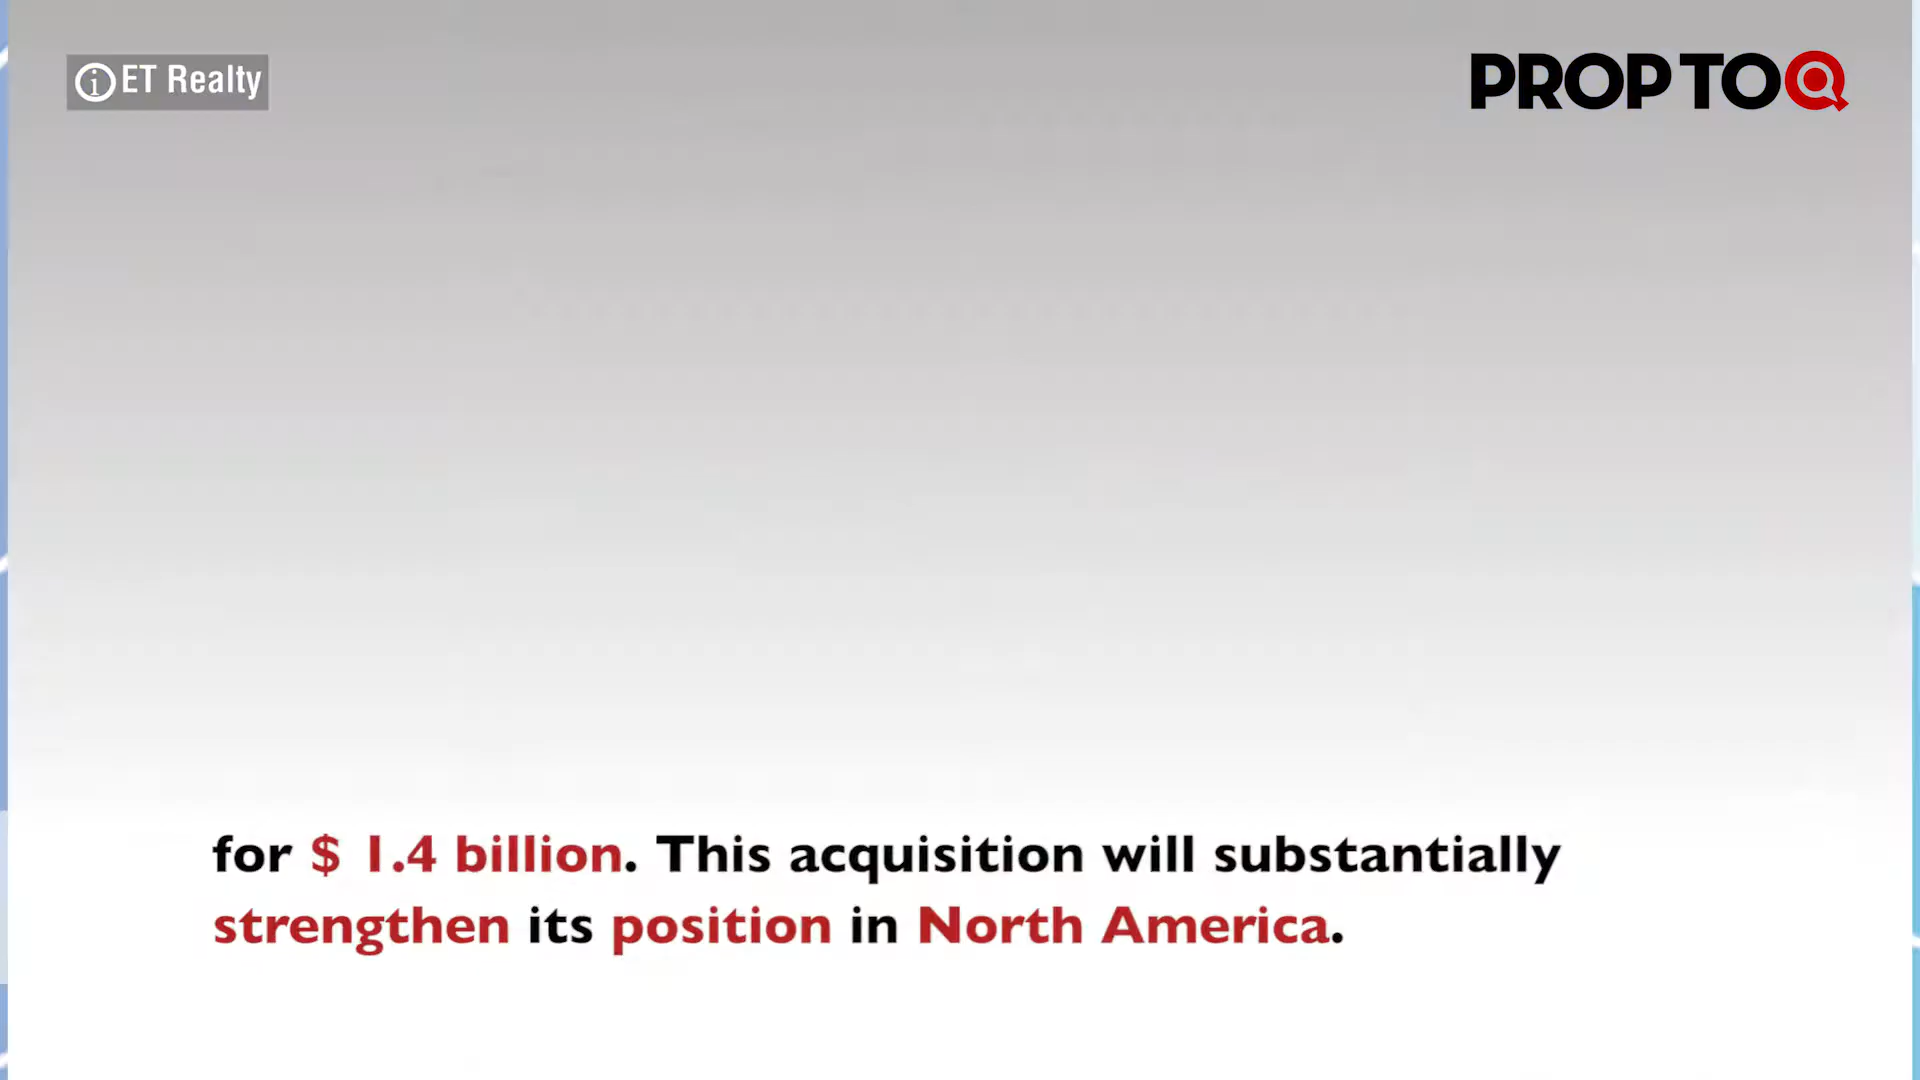 ET Realty
PROPTOQ
for $ 1.4 billion. This acquisition will substantially
strengthen its position in North America.